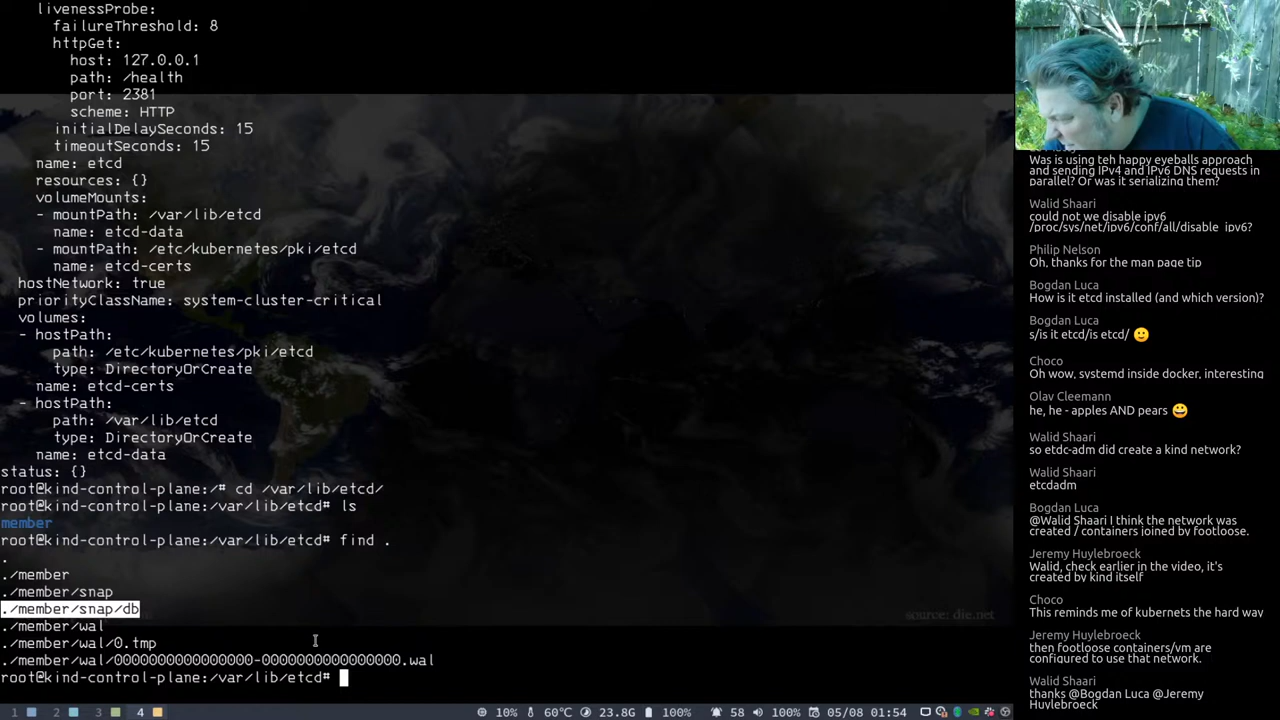 livenessProbe:
failureThreshold: 8
httpGet:
host: 127.0.0.1
path: /health
port: 2381
scheme: HTTP
initialDelaySeconds: 15
timeoutSeconds: 15
name: etcd
resources: {}
volumeMounts:
- mountPath: /var/lib/etcd
name: etcd-data
- mountPath: /etc/kubernetes/pki/etcd
name: etcd-certs
hostNetwork: true
priorityClassName: system-cluster-critical
volumes:
- hostPath:
path: /etc/kubernetes/pki/etcd
type: DirectoryOrCreate
name: etcd-certs
- hostPath:
path: /var/lib/etcd
type: DirectoryOrCreate
name: etcd-data
status: {}
root@kind-control-plane:/# cd /var/lib/etcd/
root@kind-control-plane:/var/lib/etcd# ls
member
root@kind-control-plane:/var/lib/etcd# find .
.
./member
./member/snap
./member/snap/db
./member/wal
./member/wal/0.tmp
./member/wal/0000000000000000-0000000000000000.wal
root@kind-control-plane:/var/lib/etcd#
source: die.net
1 2 3 4 10% 60°C 23.8G 100% 58 100% 05/08 01:54
Was is using teh happy eyeballs approach
and sending IPv4 and IPv6 DNS requests in
parallel? Or was it serializing them?
Walid Shaari
could not we disable ipv6
/proc/sys/net/ipv6/conf/all/disable_ipv6?
Philip Nelson
Oh, thanks for the man page tip
Bogdan Luca
How is it etcd installed (and which version)?
Bogdan Luca
s/is it etcd/is etcd/ 🙂
Choco
Oh wow, systemd inside docker, interesting
Olav Cleemann
he, he - apples AND pears 😀
Walid Shaari
so etdc-adm did create a kind network?
Walid Shaari
etcdadm
Bogdan Luca
@Walid Shaari I think the network was
created / containers joined by footloose.
Jeremy Huylebroeck
Walid, check earlier in the video, it's
created by kind itself
Choco
This reminds me of kubernets the hard way
Jeremy Huylebroeck
then footloose containers/vm are
configured to use that network.
Walid Shaari
thanks @Bogdan Luca @Jeremy
Huylebroeck